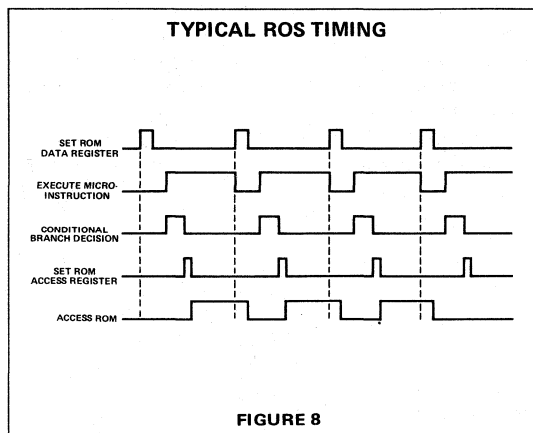 TYPICAL ROS TIMING
SET ROM
DATA REGISTER
EXECUTE MICRO-
INSTRUCTION
CONDITIONAL
BRANCH DECISION
SET ROM
ACCESS REGISTER
ACCESS ROM
FIGURE 8